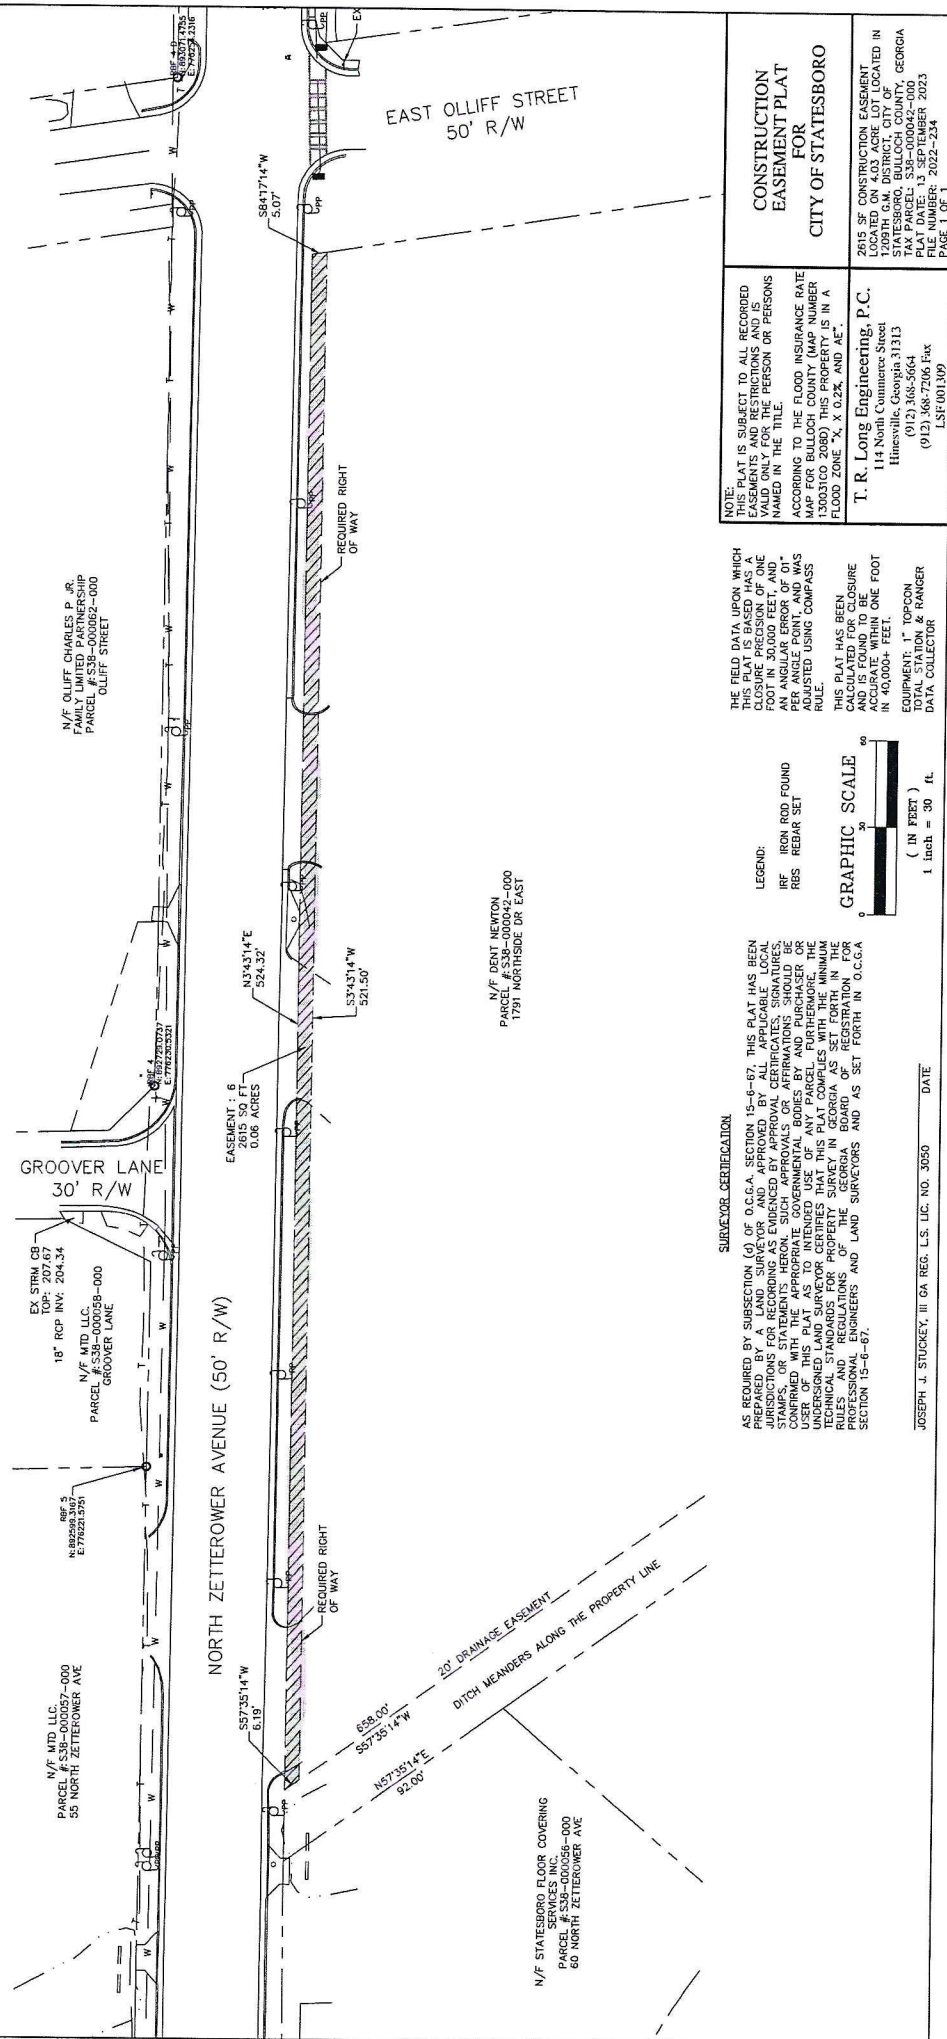 RBF 4 D
N:893071.4755
E:776254.2316
EAST OLLIFF STREET
50' R/W
A
EX
S84°17'14"W
5.07'
N/F OLLIFF CHARLES P JR.
FAMILY LIMITED PARTNERSHIP
PARCEL #:S38-000062-000
OLLIFF STREET
REQUIRED RIGHT
OF WAY
RBF 4
N:892729.0737
E:776230.5321
N3°43'14"E
524.32'
S3°43'14"W
521.50'
N/F DENT NEWTON
PARCEL #:S38-000042-000
1791 NORTHSIDE DR EAST
EASEMENT : 6
2615 SQ FT
0.06 ACRES
GROOVER LANE
30' R/W
EX STRM CB
TOP: 207.67
18" RCP INV: 204.34
N/F MTD LLC.
PARCEL #:S38-000058-000
GROOVER LANE
NORTH ZETTEROWER AVENUE (50' R/W)
RBF 5
N:892599.3167
E:776221.5751
REQUIRED RIGHT
OF WAY
N/F MTD LLC.
PARCEL #:S38-000057-000
55 NORTH ZETTEROWER AVE
S57°35'14"W
6.19'
20' DRAINAGE EASEMENT
658.00'
S57°35'14"W
DITCH MEANDERS ALONG THE PROPERTY LINE
N57°35'14"E
92.00'
N/F STATESBORO FLOOR COVERING
SERVICES INC.
PARCEL #:S38-000056-000
60 NORTH ZETTEROWER AVE
SURVEYOR CERTIFICATION
AS REQUIRED BY SUBSECTION (d) OF O.C.G.A. SECTION 15-6-67, THIS PLAT HAS BEEN
PREPARED BY A LAND SURVEYOR AND APPROVED BY ALL APPLICABLE LOCAL
JURISDICTIONS FOR RECORDING AS EVIDENCED BY APPROVAL CERTIFICATES, SIGNATURES,
STAMPS, OR STATEMENTS HERON. SUCH APPROVALS OR AFFIRMATIONS SHOULD BE
CONFIRMED WITH THE APPROPRIATE GOVERNMENTAL BODIES BY AND PURCHASER OR
USER OF THIS PLAT AS TO INTENDED USE OF ANY PARCEL. FURTHERMORE, THE
UNDERSIGNED LAND SURVEYOR CERTIFIES THAT THIS PLAT COMPLIES WITH THE MINIMUM
TECHNICAL STANDARDS FOR PROPERTY SURVEY IN GEORGIA AS SET FORTH IN THE
RULES AND REGULATIONS OF THE GEORGIA BOARD OF REGISTRATION FOR
PROFESSIONAL ENGINEERS AND LAND SURVEYORS AND AS SET FORTH IN O.C.G.A
SECTION 15-6-67.
JOSEPH J. STUCKEY, III GA REG. L.S. LIC. NO. 3050 DATE
LEGEND:
IRF IRON ROD FOUND
RBS REBAR SET
GRAPHIC SCALE
0 30 60
( IN FEET )
1 inch = 30 ft.
THE FIELD DATA UPON WHICH
THIS PLAT IS BASED HAS A
CLOSURE PRECISION OF ONE
FOOT IN 30,000 FEET, AND
AN ANGULAR ERROR OF 01"
PER ANGLE POINT, AND WAS
ADJUSTED USING COMPASS
RULE.
THIS PLAT HAS BEEN
CALCULATED FOR CLOSURE
AND IS FOUND TO BE
ACCURATE WITHIN ONE FOOT
IN 40,000+ FEET.
EQUIPMENT: 1" TOPCON
TOTAL STATION & RANGER
DATA COLLECTOR
NOTE:
THIS PLAT IS SUBJECT TO ALL RECORDED
EASEMENTS AND RESTRICTIONS AND IS
VALID ONLY FOR THE PERSON OR PERSONS
NAMED IN THE TITLE.
ACCORDING TO THE FLOOD INSURANCE RATE
MAP FOR BULLOCH COUNTY (MAP NUMBER
13003​1CO 208D) THIS PROPERTY IS IN A
FLOOD ZONE "X, X 0.2%, AND AE".
T. R. Long Engineering, P.C.
114 North Commerce Street
Hinesville, Georgia 31313
(912) 368-5664
(912) 368-7206 Fax
LSF001309
CONSTRUCTION
EASEMENT PLAT
FOR
CITY OF STATESBORO
2615 SF CONSTRUCTION EASEMENT
LOCATED ON 4.03 ACRE LOT LOCATED IN
1209TH G.M. DISTRICT, CITY OF
STATESBORO, BULLOCH COUNTY, GEORGIA
TAX PARCEL: S38-000042-000
PLAT DATE: 13 SEPTEMBER 2023
FILE NUMBER: 2022-234
PAGE 1 OF 1